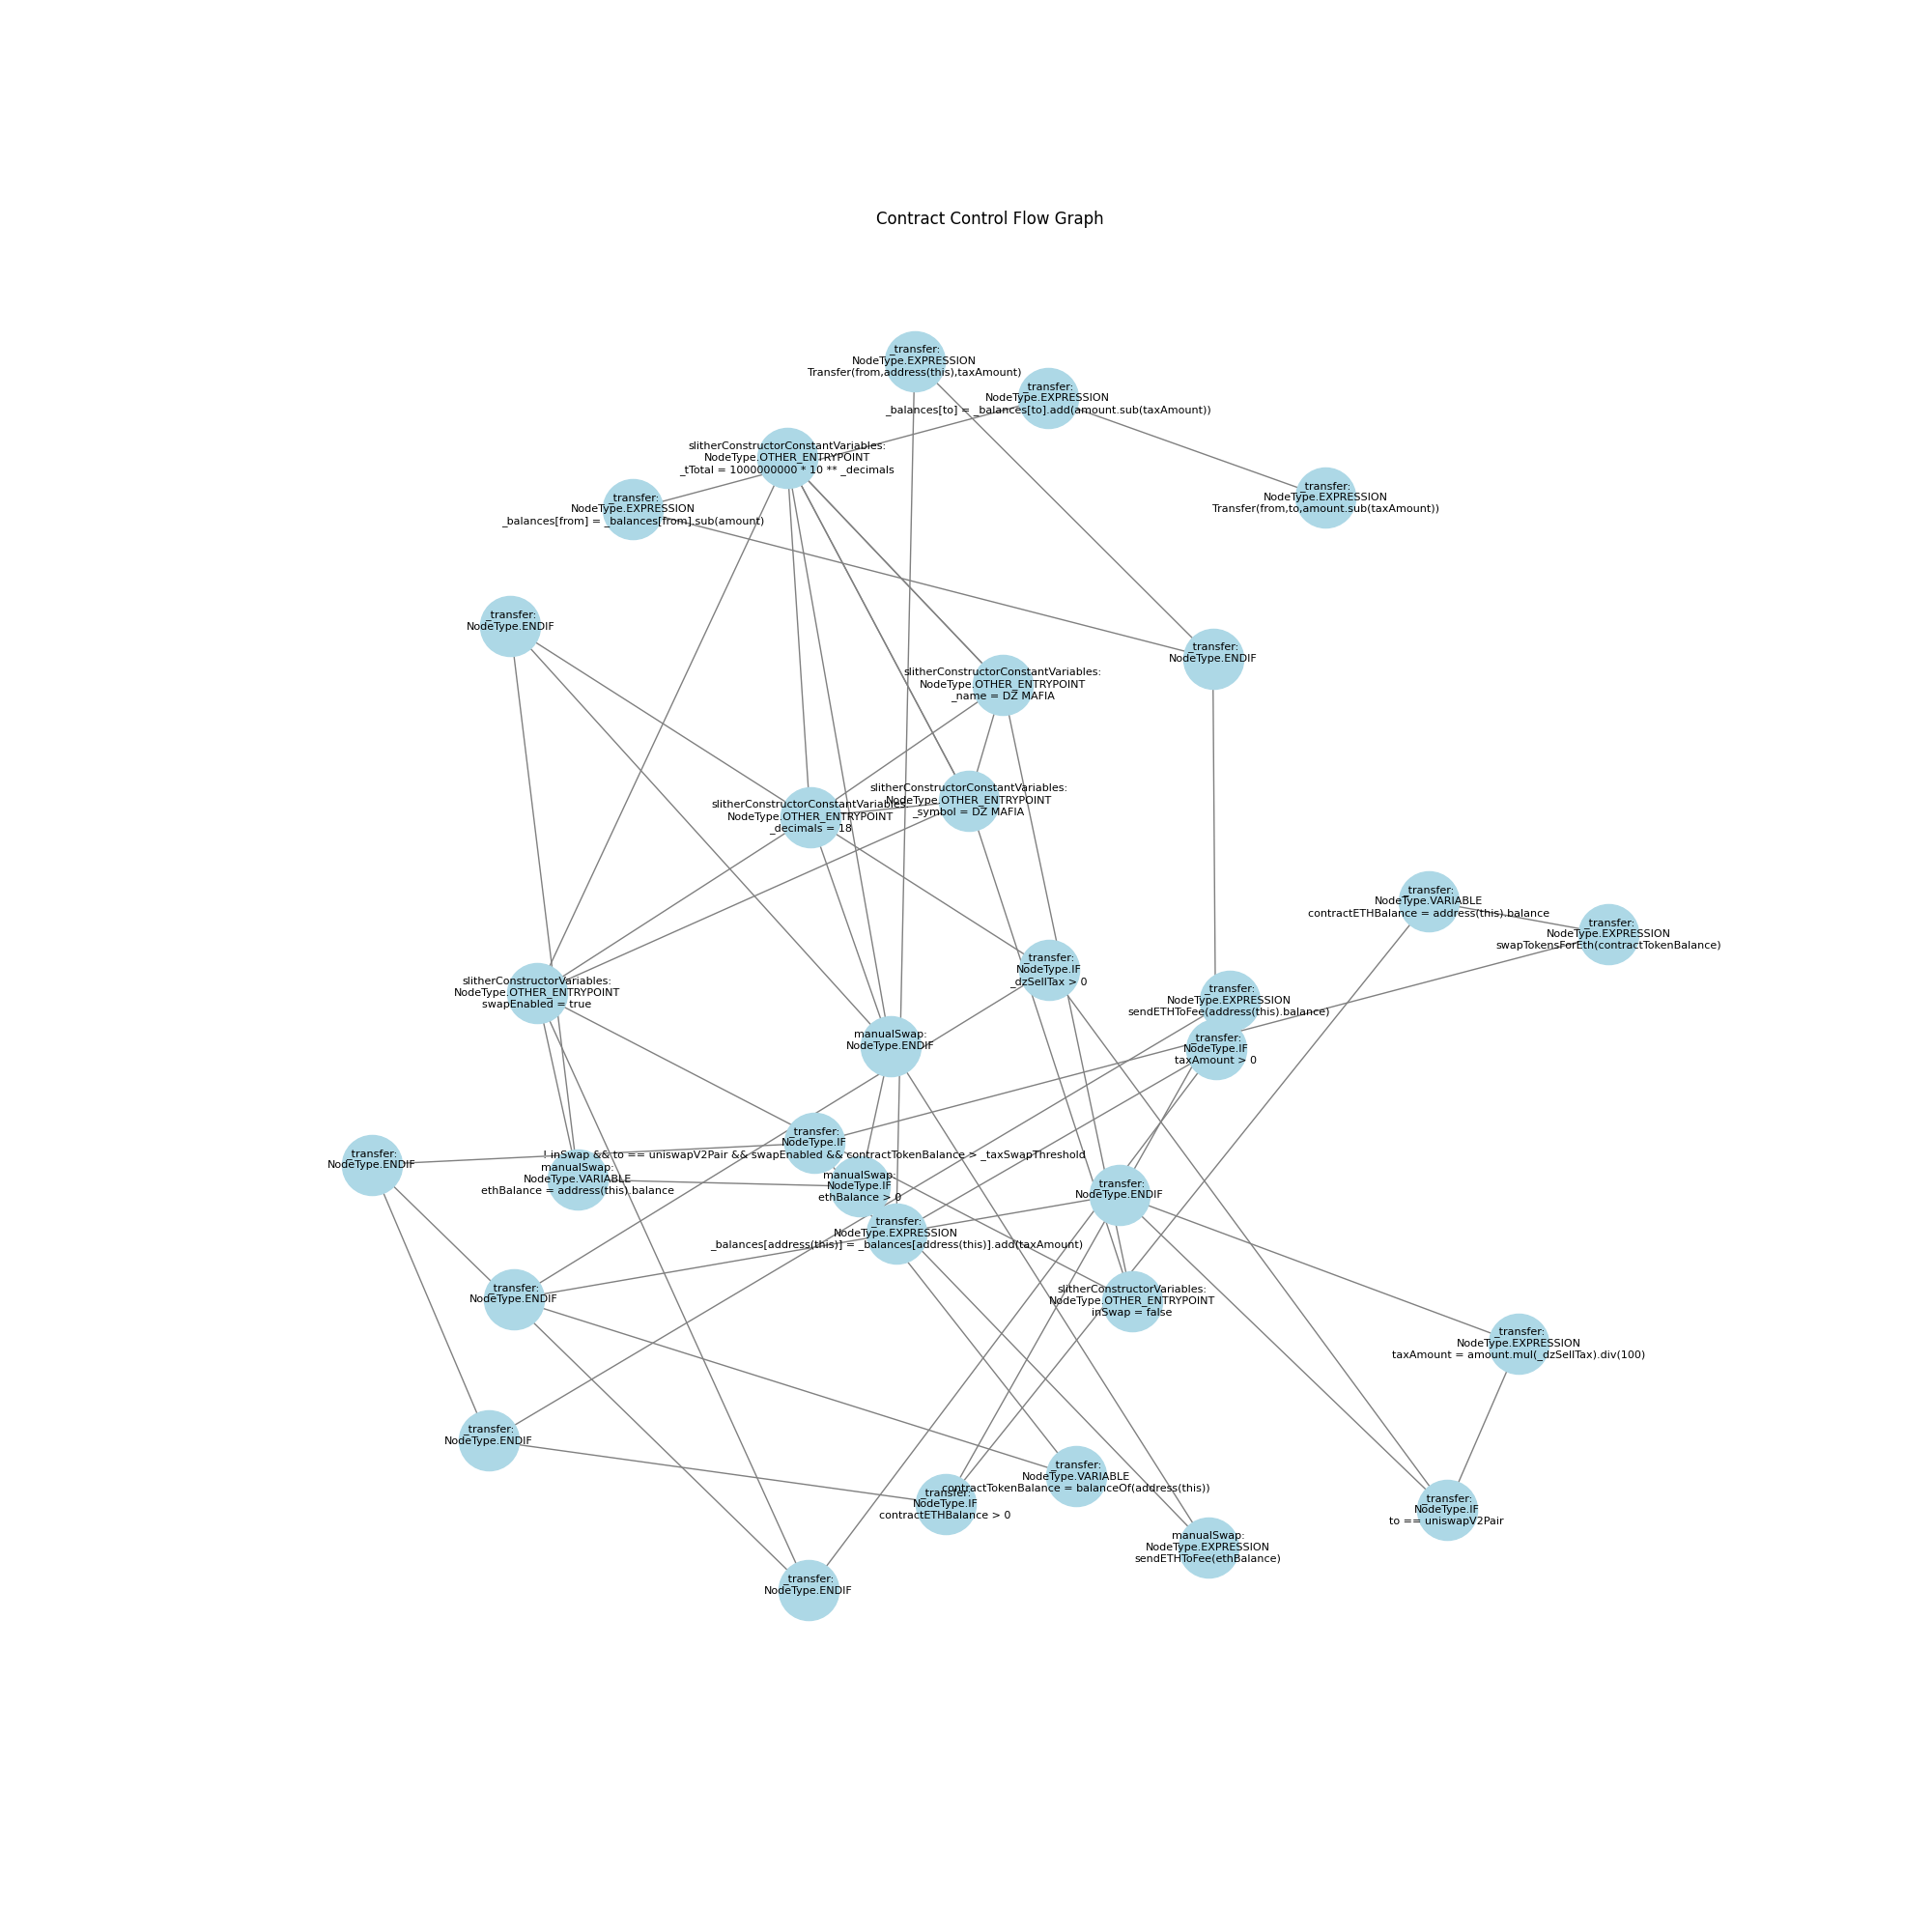 Contract Control Flow Graph
_transfer:
NodeType.EXPRESSION
Transfer(from,address(this),taxAmount)
_transfer:
NodeType.EXPRESSION
_balances[to] = _balances[to].add(amount.sub(taxAmount))
slitherConstructorConstantVariables:
NodeType.OTHER_ENTRYPOINT
_tTotal = 1000000000 * 10 ** _decimals
_transfer:
NodeType.EXPRESSION
_balances[from] = _balances[from].sub(amount)
_transfer:
NodeType.EXPRESSION
Transfer(from,to,amount.sub(taxAmount))
_transfer:
NodeType.ENDIF
_transfer:
NodeType.ENDIF
slitherConstructorConstantVariables:
NodeType.OTHER_ENTRYPOINT
_name = DZ MAFIA
slitherConstructorConstantVariables:
NodeType.OTHER_ENTRYPOINT
_symbol = DZ MAFIA
slitherConstructorConstantVariables:
NodeType.OTHER_ENTRYPOINT
_decimals = 18
_transfer:
NodeType.VARIABLE
contractETHBalance = address(this).balance
_transfer:
NodeType.EXPRESSION
swapTokensForEth(contractTokenBalance)
_transfer:
NodeType.IF
_dzSellTax > 0
slitherConstructorVariables:
NodeType.OTHER_ENTRYPOINT
swapEnabled = true
_transfer:
NodeType.EXPRESSION
sendETHToFee(address(this).balance)
manualSwap:
NodeType.ENDIF
_transfer:
NodeType.IF
taxAmount > 0
_transfer:
NodeType.IF
! inSwap && to == uniswapV2Pair && swapEnabled && contractTokenBalance > _taxSwapThreshold
_transfer:
NodeType.ENDIF
manualSwap:
NodeType.VARIABLE
ethBalance = address(this).balance
manualSwap:
NodeType.IF
ethBalance > 0
_transfer:
NodeType.ENDIF
_transfer:
NodeType.EXPRESSION
_balances[address(this)] = _balances[address(this)].add(taxAmount)
_transfer:
NodeType.ENDIF
slitherConstructorVariables:
NodeType.OTHER_ENTRYPOINT
inSwap = false
_transfer:
NodeType.EXPRESSION
taxAmount = amount.mul(_dzSellTax).div(100)
_transfer:
NodeType.ENDIF
_transfer:
NodeType.VARIABLE
contractTokenBalance = balanceOf(address(this))
_transfer:
NodeType.IF
contractETHBalance > 0
_transfer:
NodeType.IF
to == uniswapV2Pair
manualSwap:
NodeType.EXPRESSION
sendETHToFee(ethBalance)
_transfer:
NodeType.ENDIF